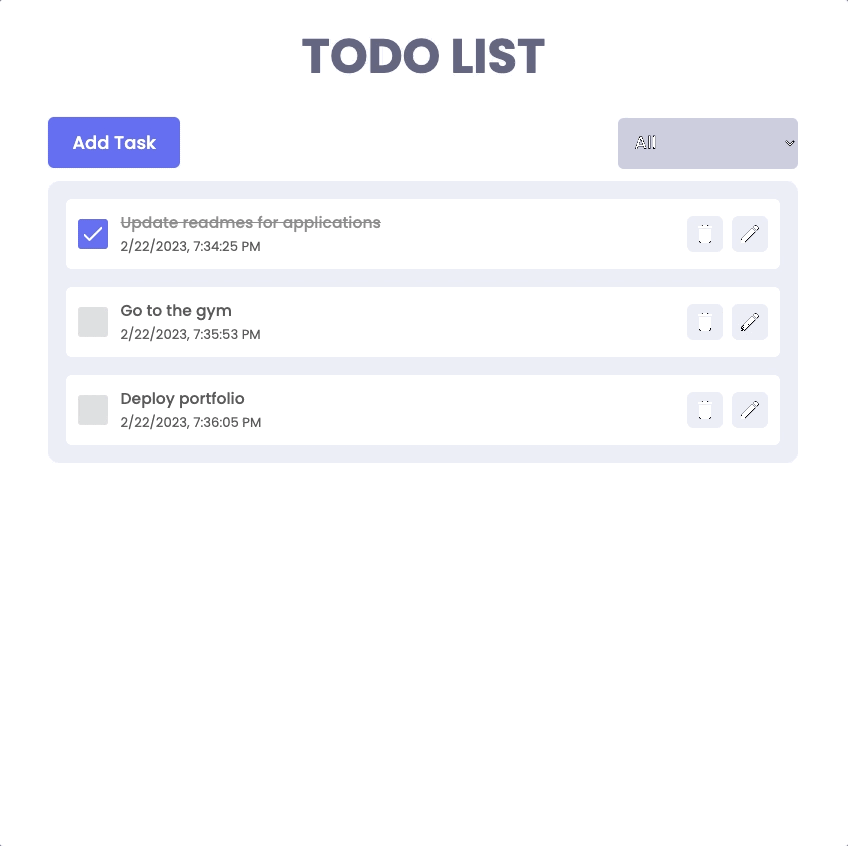 TODO LIST
Add Task
All
Update readmes for applications
2/22/2023, 7:34:25 PM
Go to the gym
2/22/2023, 7:35:53 PM
Deploy portfolio
2/22/2023, 7:36:05 PM